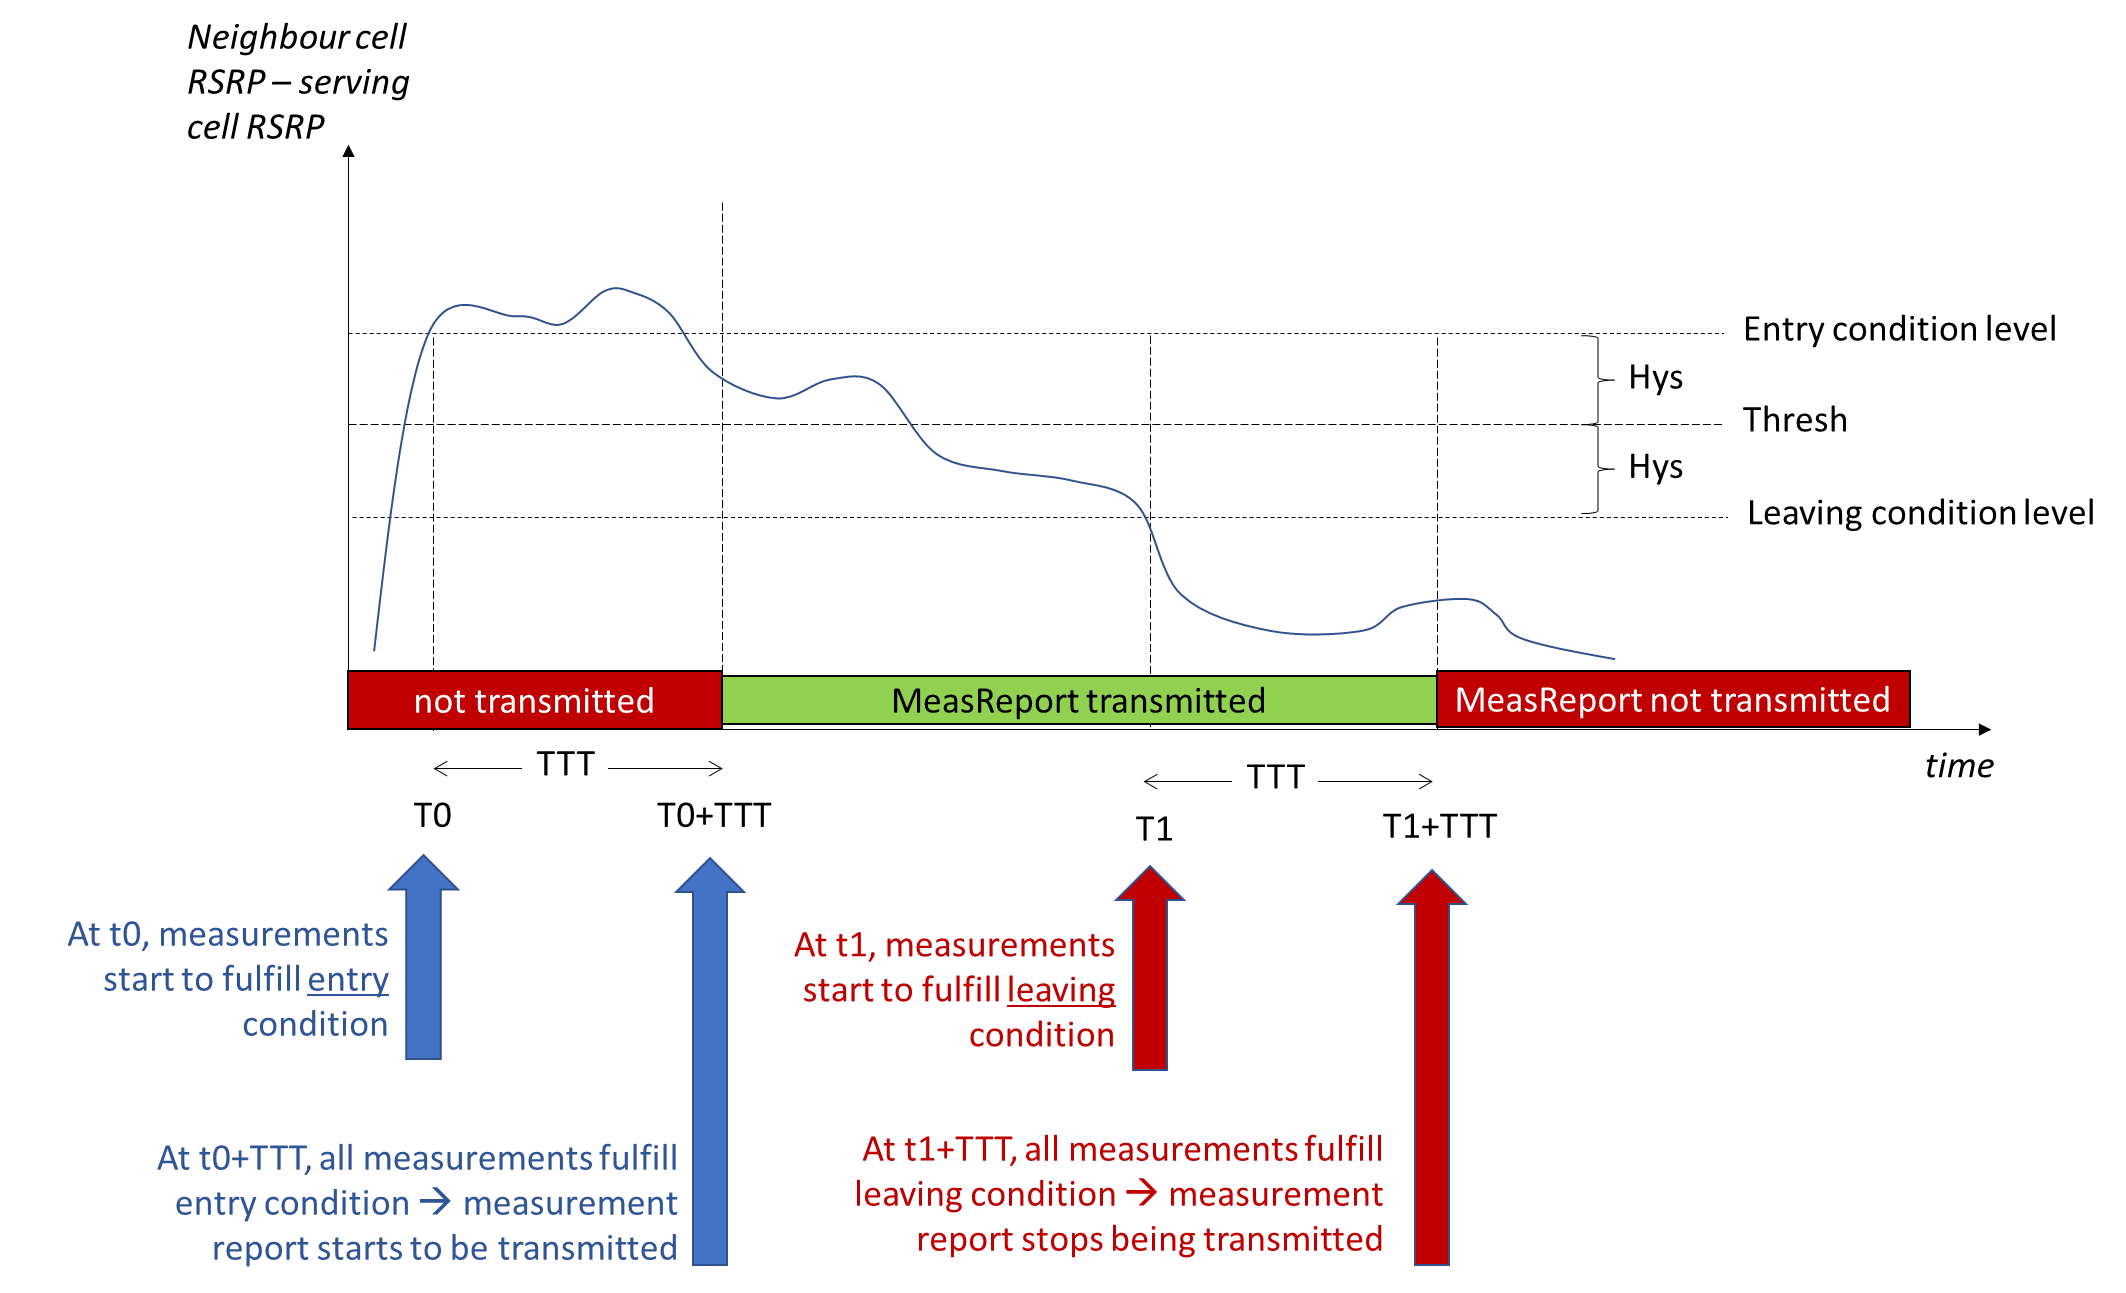 Neighbour cell
RSRP – serving
cell RSRP
Entry condition level
Hys
Thresh
Hys
Leaving condition level
not transmitted
MeasReport transmitted
MeasReport not transmitted
time
TTT
TTT
T0
T0+TTT
T1
T1+TTT
At t0, measurements
start to fulfill entry
condition
At t1, measurements
start to fulfill leaving
condition
At t0+TTT, all measurements fulfill
entry condition → measurement
report starts to be transmitted
At t1+TTT, all measurements fulfill
leaving condition → measurement
report stops being transmitted